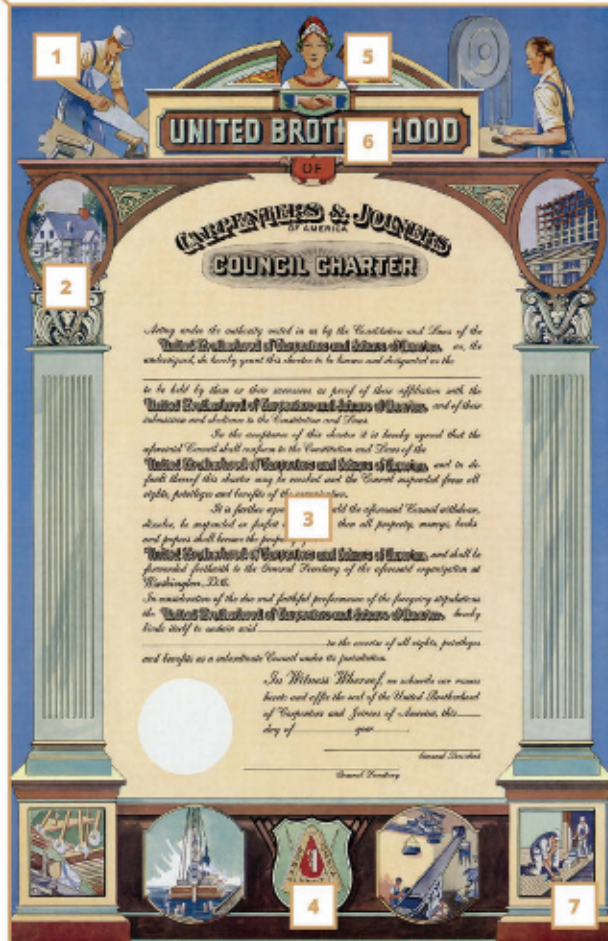 1
5
UNITED BROTHERHOOD
6
OF
2
CARPENTERS & JOINERS
OF AMERICA
COUNCIL CHARTER
Acting under the authority vested in us by the Constitution and Laws of the
United Brotherhood of Carpenters and Joiners of America, we, the
undersigned, do hereby grant this charter to be known and designated as the
to be held by them or their successors as proof of their affiliation with the
United Brotherhood of Carpenters and Joiners of America, and of their
submission and obedience to the Constitution and Laws.
In the acceptance of this charter it is hereby agreed that the
aforesaid Council shall conform to the Constitution and Laws of the
United Brotherhood of Carpenters and Joiners of America, and in de-
fault thereof this charter may be revoked and the Council suspended from all
rights, privileges and benefits of the
It is further the aforesaid Council withdraw,
dissolve, be suspended or forfeit then all property, moneys, books
and papers shall become the
3
United Brotherhood of Carpenters and Joiners of America, and shall be
forwarded forthwith to the General Secretary of the aforesaid organization at
Washington, D.C.
In consideration of the due and faithful performance of the foregoing stipulations
the United Brotherhood of Carpenters and Joiners of America, hereby
binds itself to sustain said
in the exercise of all rights, privileges
and benefits as a subordinate Council under its jurisdiction.
In Witness Whereof, we subscribe our names
hereto and affix the seal of the United Brotherhood
of Carpenters and Joiners of America, this
day of year
General President
General Secretary
4
7